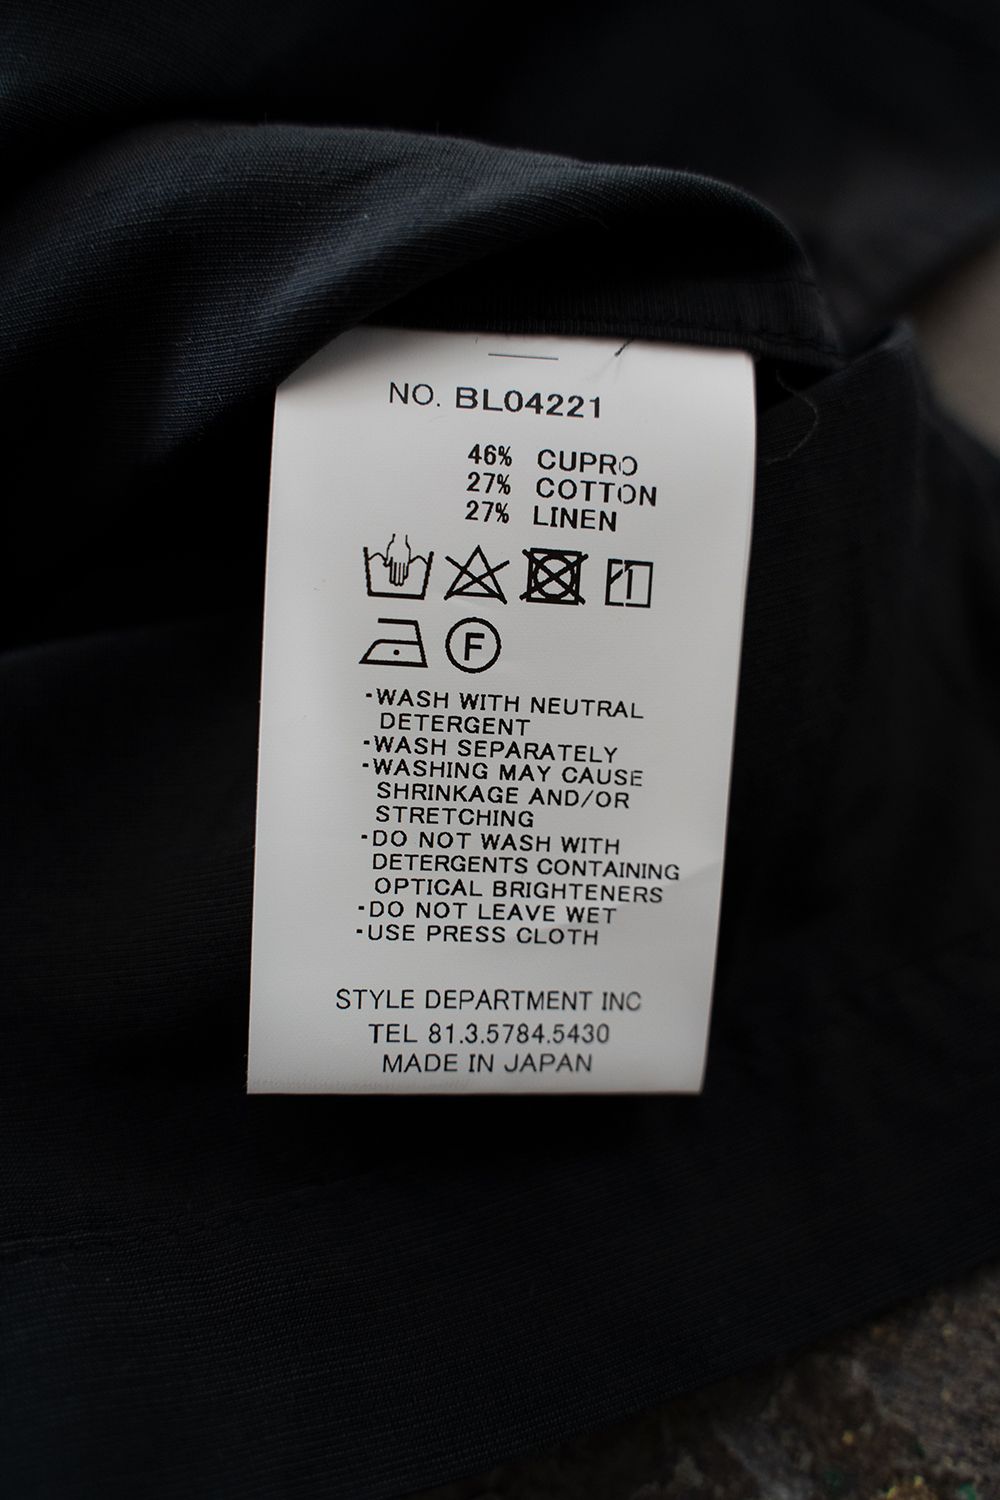 NO. BL04221
46% CUPRO
27% COTTON
27% LINEN
F
-WASH WITH NEUTRAL
DETERGENT
-WASH SEPARATELY
-WASHING MAY CAUSE
SHRINKAGE AND/OR
STRETCHING
-DO NOT WASH WITH
DETERGENTS CONTAINING
OPTICAL BRIGHTENERS
-DO NOT LEAVE WET
-USE PRESS CLOTH
STYLE DEPARTMENT INC
TEL 81.3.5784.5430
MADE IN JAPAN